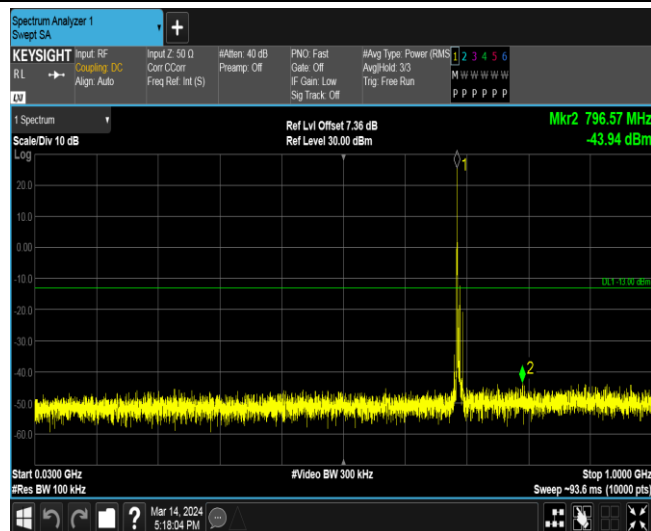 Spectrum Analyzer 1
Swept SA
+
KEYSIGHT
RL
LXI
Input: RF
Coupling: DC
Align: Auto
Input Z: 50 Ω
Corr CCorr
Freq Ref: Int (S)
#Atten: 40 dB
Preamp: Off
PNO: Fast
Gate: Off
IF Gain: Low
Sig Track: Off
#Avg Type: Power (RMS
Avg|Hold: 3/3
Trig: Free Run
1 2 3 4 5 6
M W W W W W
P P P P P P
1 Spectrum
Scale/Div 10 dB
Log
Ref Lvl Offset 7.36 dB
Ref Level 30.00 dBm
Mkr2 796.57 MHz
-43.94 dBm
1
20.0
10.0
0.00
-10.0
DL1 -13.00 dBm
-20.0
-30.0
-40.0
2
-50.0
-60.0
Start 0.0300 GHz
#Res BW 100 kHz
#Video BW 300 kHz
Stop 1.0000 GHz
Sweep ~93.6 ms (10000 pts)
?
Mar 14, 2024
5:18:04 PM